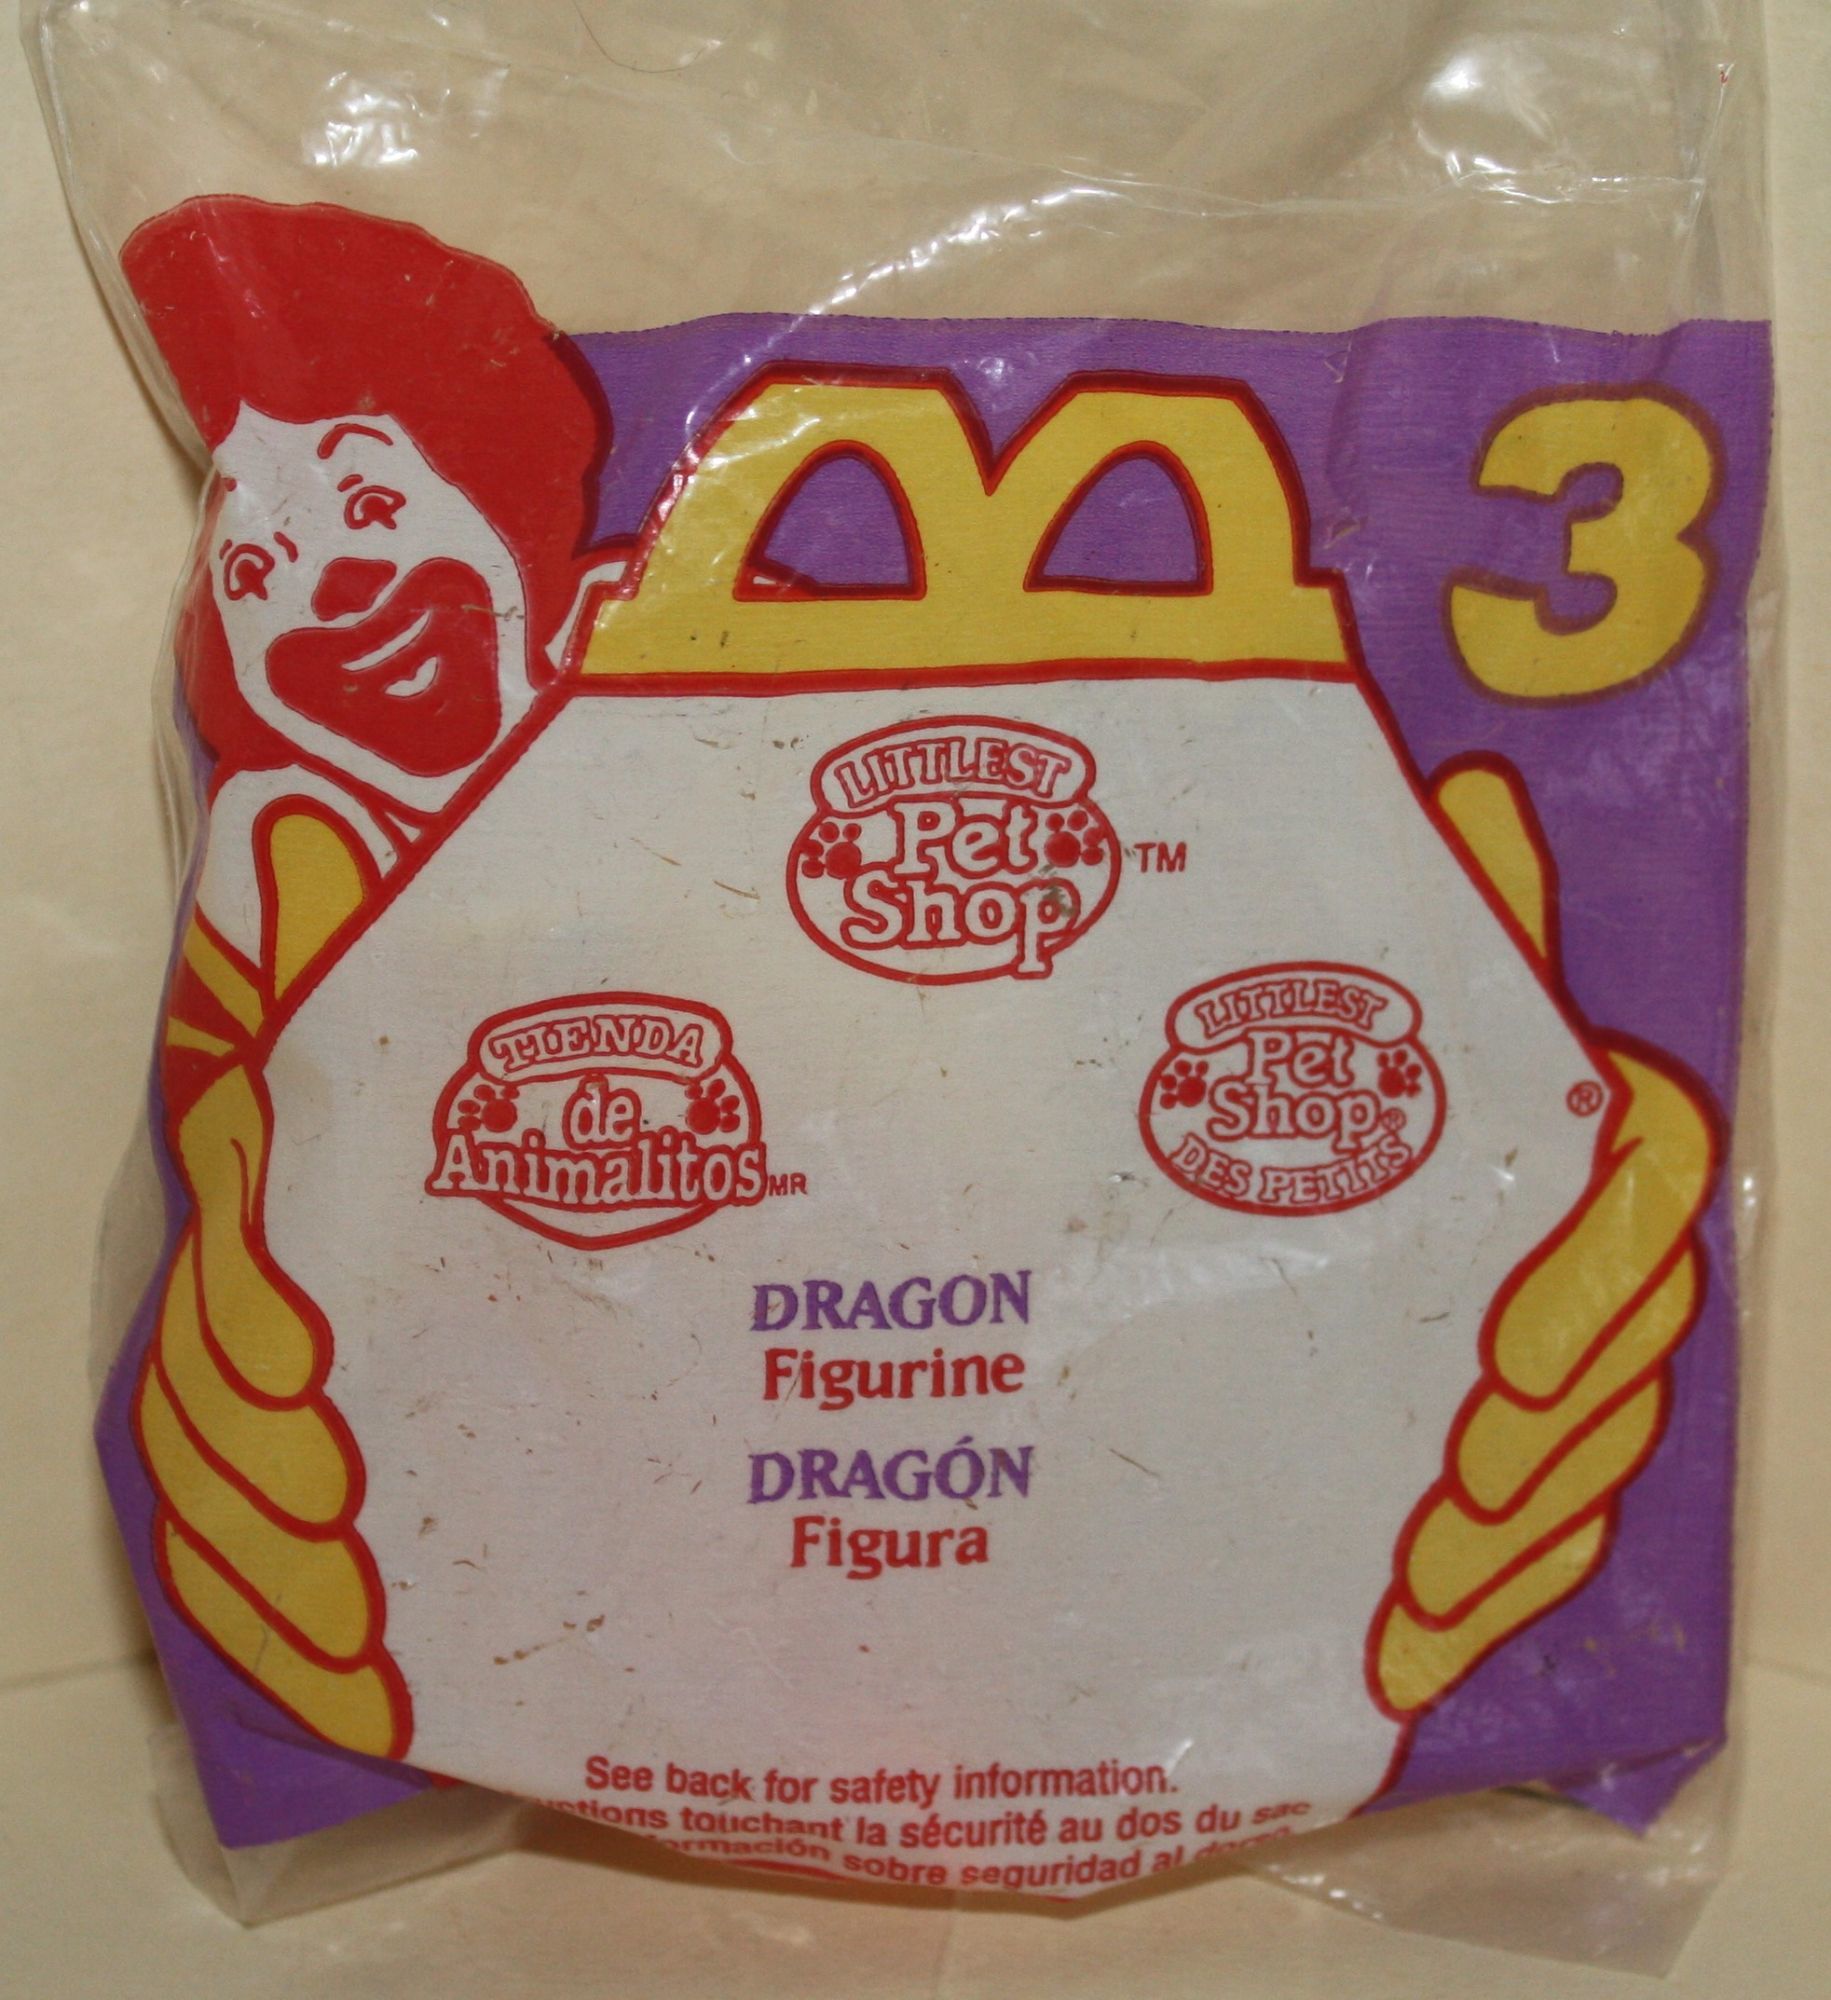 3
LITTLEST
Pet
Shop
TM
TIENDA
de
Animalitos
MR
LITTLEST
Pet
Shop®
DES PETITS
®
DRAGON
Figurine
DRAGÓN
Figura
See back for safety information.
touchant la sécurité au dos du sac
sobre seguridad al